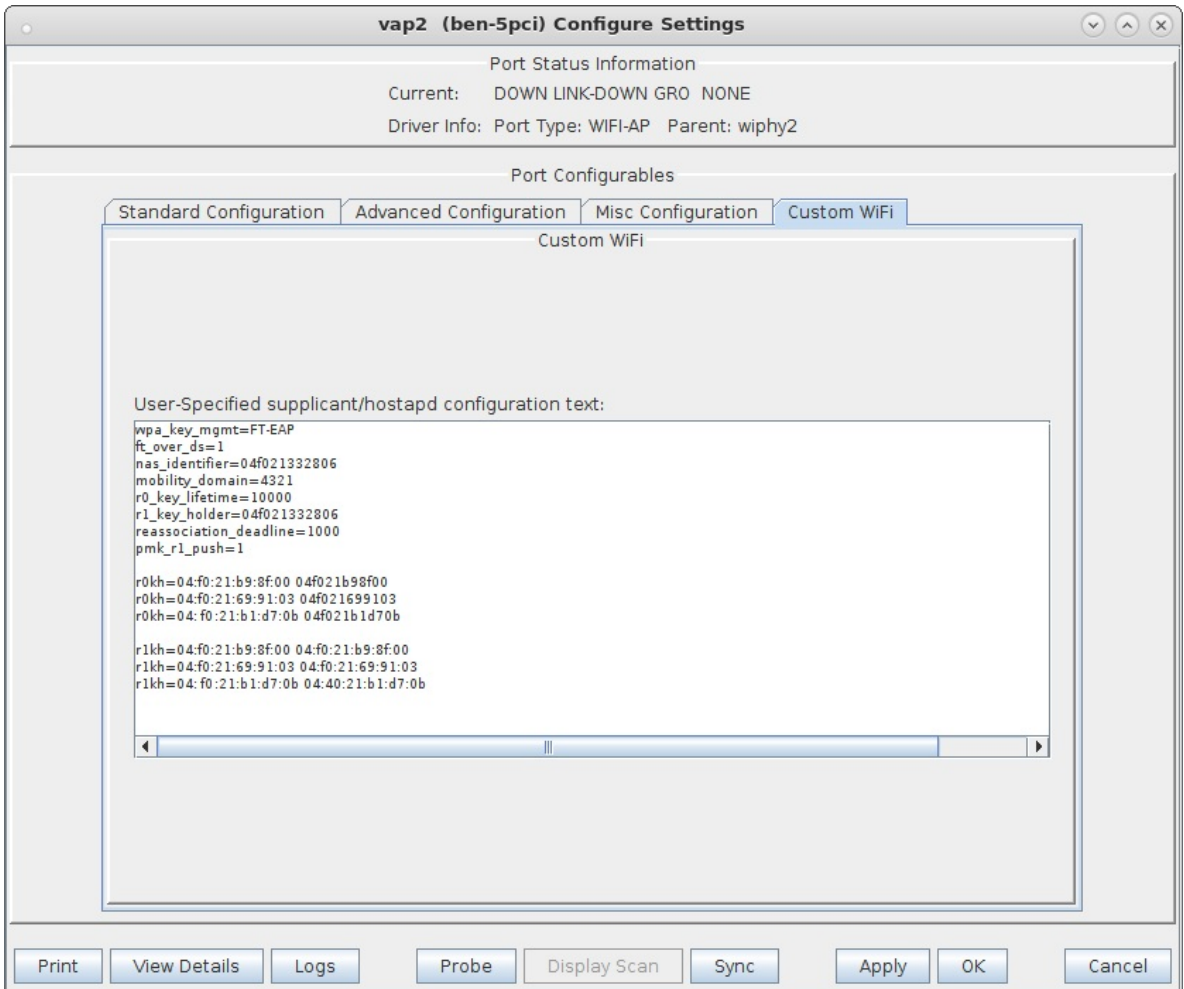 vap2 (ben-5pci) Configure Settings
Port Status Information
Current: DOWN LINK-DOWN GRO NONE
Driver Info: Port Type: WIFI-AP Parent: wiphy2
Port Configurables
Standard Configuration Advanced Configuration Misc Configuration Custom WiFi
Custom WiFi
User-Specified supplicant/hostapd configuration text:
wpa_key_mgmt=FT-EAP
ft_over_ds=1
nas_identifier=04f021332806
mobility_domain=4321
r0_key_lifetime=10000
r1_key_holder=04f021332806
reassociation_deadline=1000
pmk_r1_push=1
r0kh=04:f0:21:b9:8f:00 04f021b98f00
r0kh=04:f0:21:69:91:03 04f021699103
r0kh=04:f0:21:b1:d7:0b 04f021b1d70b
r1kh=04:f0:21:b9:8f:00 04:f0:21:b9:8f:00
r1kh=04:f0:21:69:91:03 04:f0:21:69:91:03
r1kh=04:f0:21:b1:d7:0b 04:40:21:b1:d7:0b
Print View Details Logs Probe Display Scan Sync Apply OK Cancel